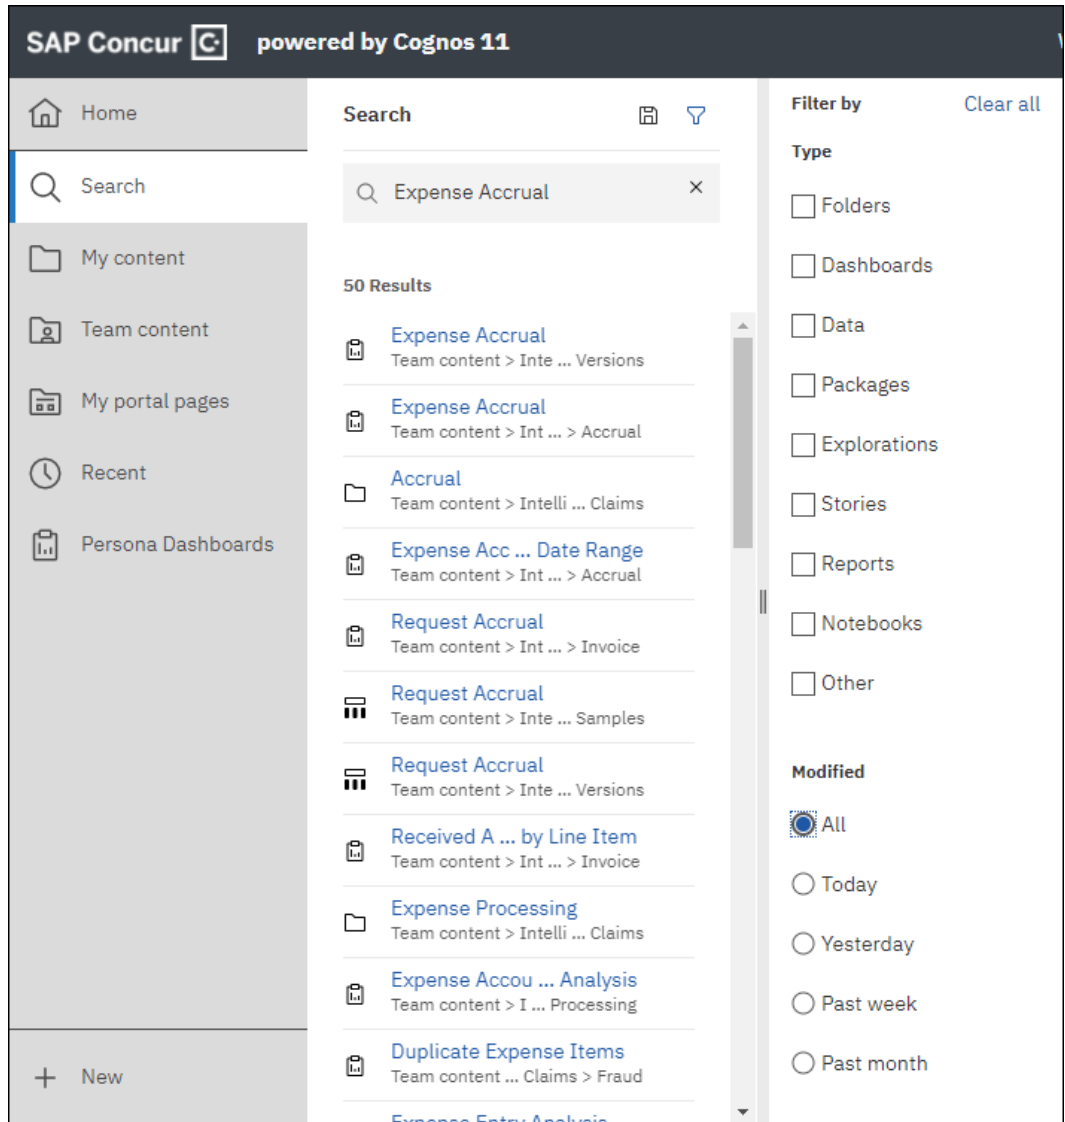 SAP Concur C powered by Cognos 11
Home
Search
My content
Team content
My portal pages
Recent
Persona Dashboards
New
Search
Expense Accrual
50 Results
Expense Accrual
Team content > Inte ... Versions
Expense Accrual
Team content > Int ... > Accrual
Accrual
Team content > Intelli ... Claims
Expense Acc ... Date Range
Team content > Int ... > Accrual
Request Accrual
Team content > Int ... > Invoice
Request Accrual
Team content > Inte ... Samples
Request Accrual
Team content > Inte ... Versions
Received A ... by Line Item
Team content > Int ... > Invoice
Expense Processing
Team content > Intelli ... Claims
Expense Accou ... Analysis
Team content > I ... Processing
Duplicate Expense Items
Team content ... Claims > Fraud
Expense Entry Analysis
Filter by Clear all
Type
Folders
Dashboards
Data
Packages
Explorations
Stories
Reports
Notebooks
Other
Modified
All
Today
Yesterday
Past week
Past month